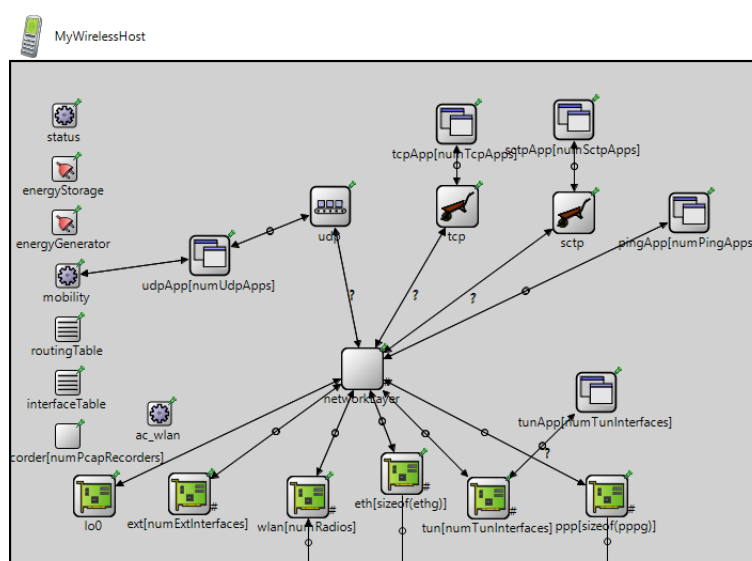 MyWirelessHost
status
tcpApp[numTcpApps]
sctpApp[numSctpApps]
energyStorage
udp
tcp
sctp
pingApp[numPingApps
energyGenerator
udpApp[numUdpApps]
mobility
?
?
?
routingTable
networkLayer
#
interfaceTable
ac_wlan
tunApp[numTunInterfaces]
corder[numPcapRecorders]
?
lo0
ext[numExtInterfaces]
#
wlan[numRadios]
#
eth[sizeof(ethg)]
#
tun[numTunInterfaces]
#
ppp[sizeof(pppg)]
#